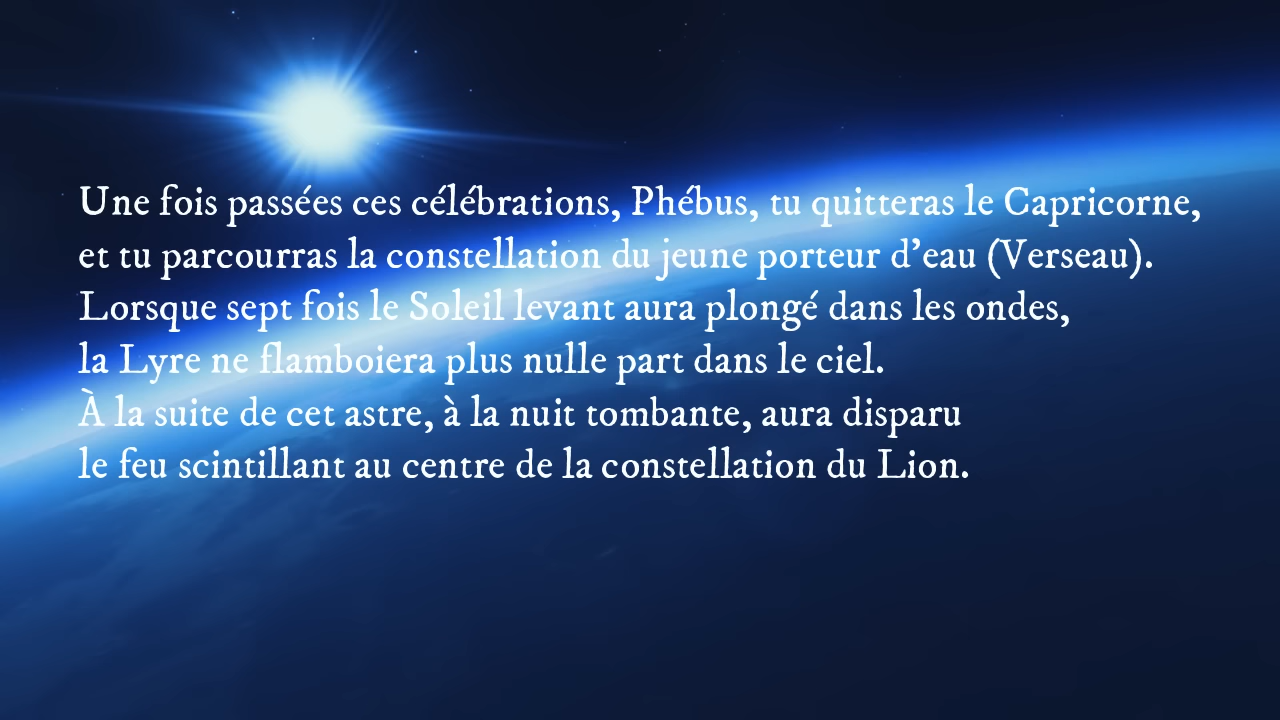 Une fois passées ces célébrations, Phébus, tu quitteras le Capricorne,
et tu parcourras la constellation du jeune porteur d’eau (Verseau).
Lorsque sept fois le Soleil levant aura plongé dans les ondes,
la Lyre ne flamboiera plus nulle part dans le ciel.
À la suite de cet astre, à la nuit tombante, aura disparu
le feu scintillant au centre de la constellation du Lion.